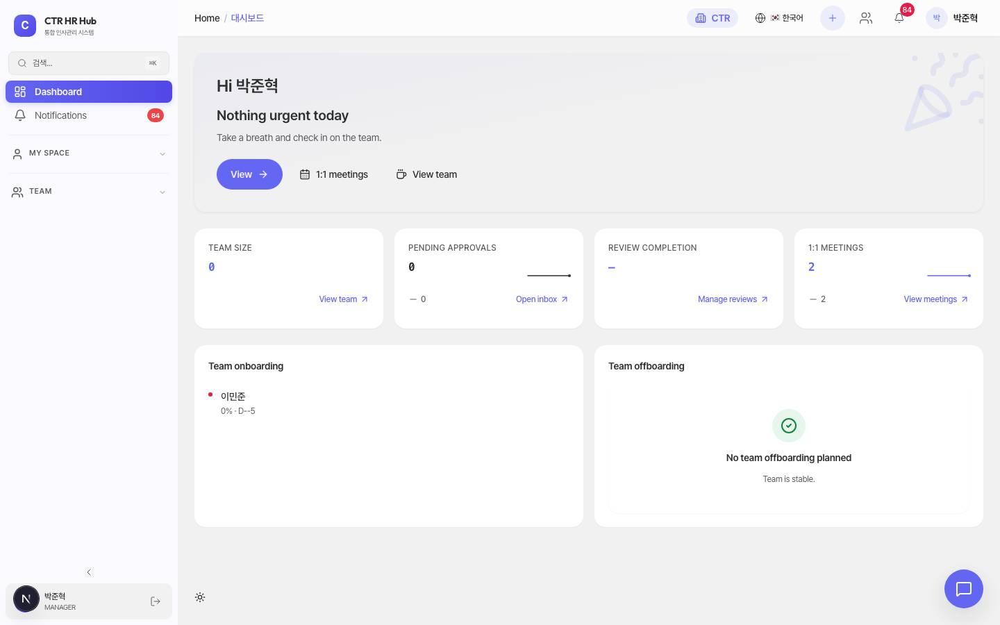 CTR HR Hub
통합 인사관리 시스템
검색...
⌘K
Dashboard
Notifications
84
MY SPACE
TEAM
박준혁
MANAGER
Home / 대시보드
CTR
🇰🇷 한국어
84
박
박준혁
Hi 박준혁
Nothing urgent today
Take a breath and check in on the team.
View
1:1 meetings
View team
TEAM SIZE
0
View team
PENDING APPROVALS
0
0
Open inbox
REVIEW COMPLETION
—
Manage reviews
1:1 MEETINGS
2
2
View meetings
Team onboarding
이민준
0% · D--5
Team offboarding
No team offboarding planned
Team is stable.
C
N